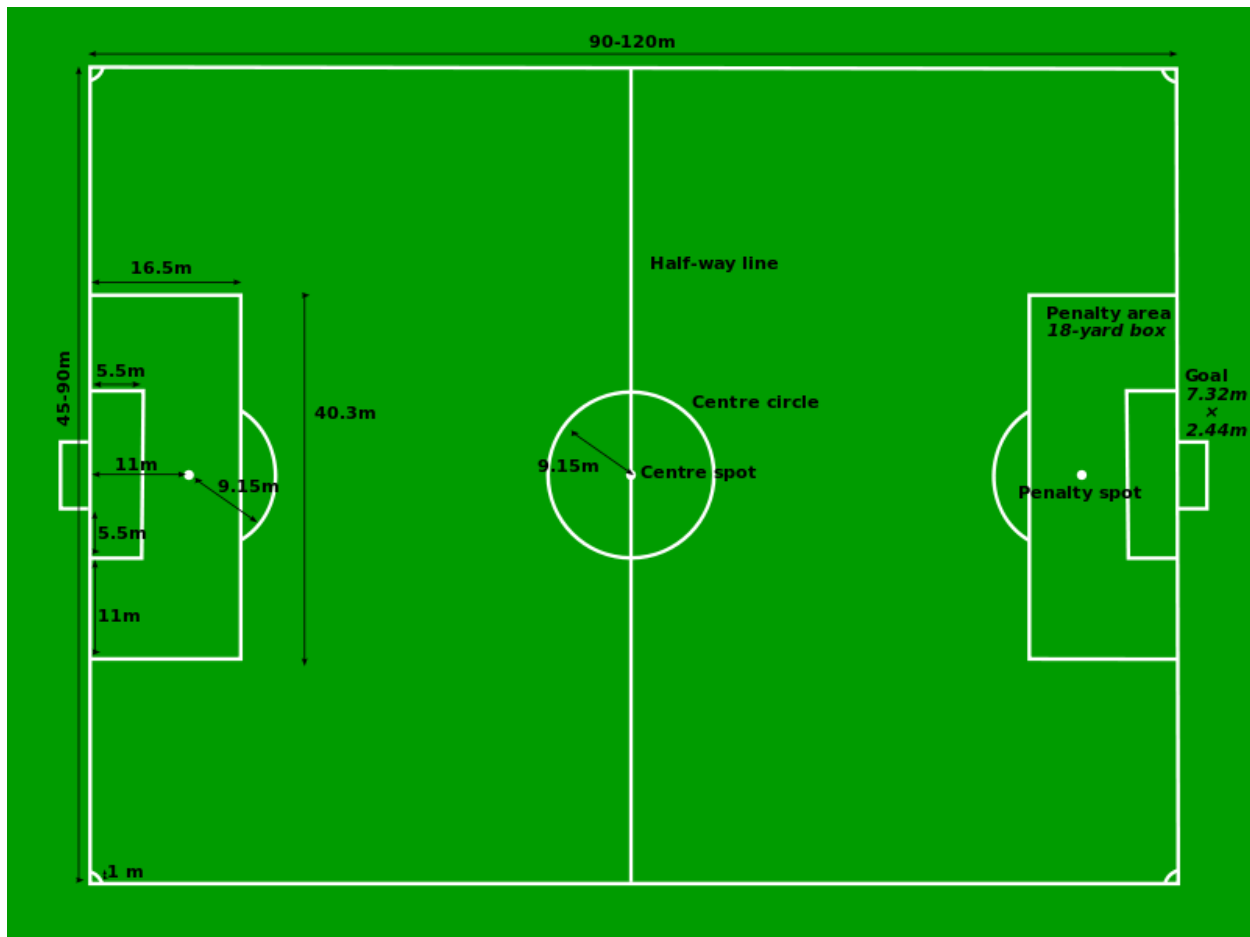 90-120m
45-90m
Half-way line
16.5m
Penalty area
18-yard box
5.5m
Goal
7.32m
×
2.44m
40.3m
Centre circle
11m
9.15m
9.15m
Centre spot
Penalty spot
5.5m
11m
1 m